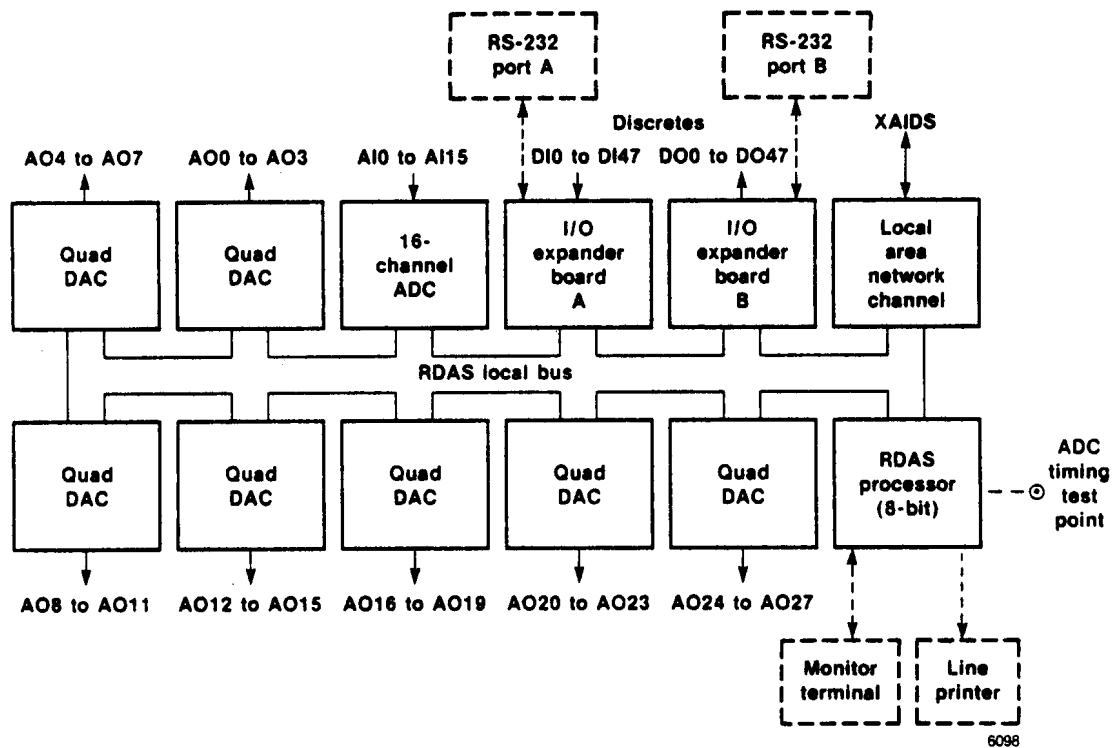 RS-232
port A
RS-232
port B
Discretes
XAIDS
AO4 to AO7
AO0 to AO3
AI0 to AI15
DI0 to DI47
DO0 to DO47
Quad
DAC
Quad
DAC
16-
channel
ADC
I/O
expander
board
A
I/O
expander
board
B
Local
area
network
channel
RDAS local bus
Quad
DAC
Quad
DAC
Quad
DAC
Quad
DAC
Quad
DAC
RDAS
processor
(8-bit)
ADC
timing
test
point
AO8 to AO11
AO12 to AO15
AO16 to AO19
AO20 to AO23
AO24 to AO27
Monitor
terminal
Line
printer
6098